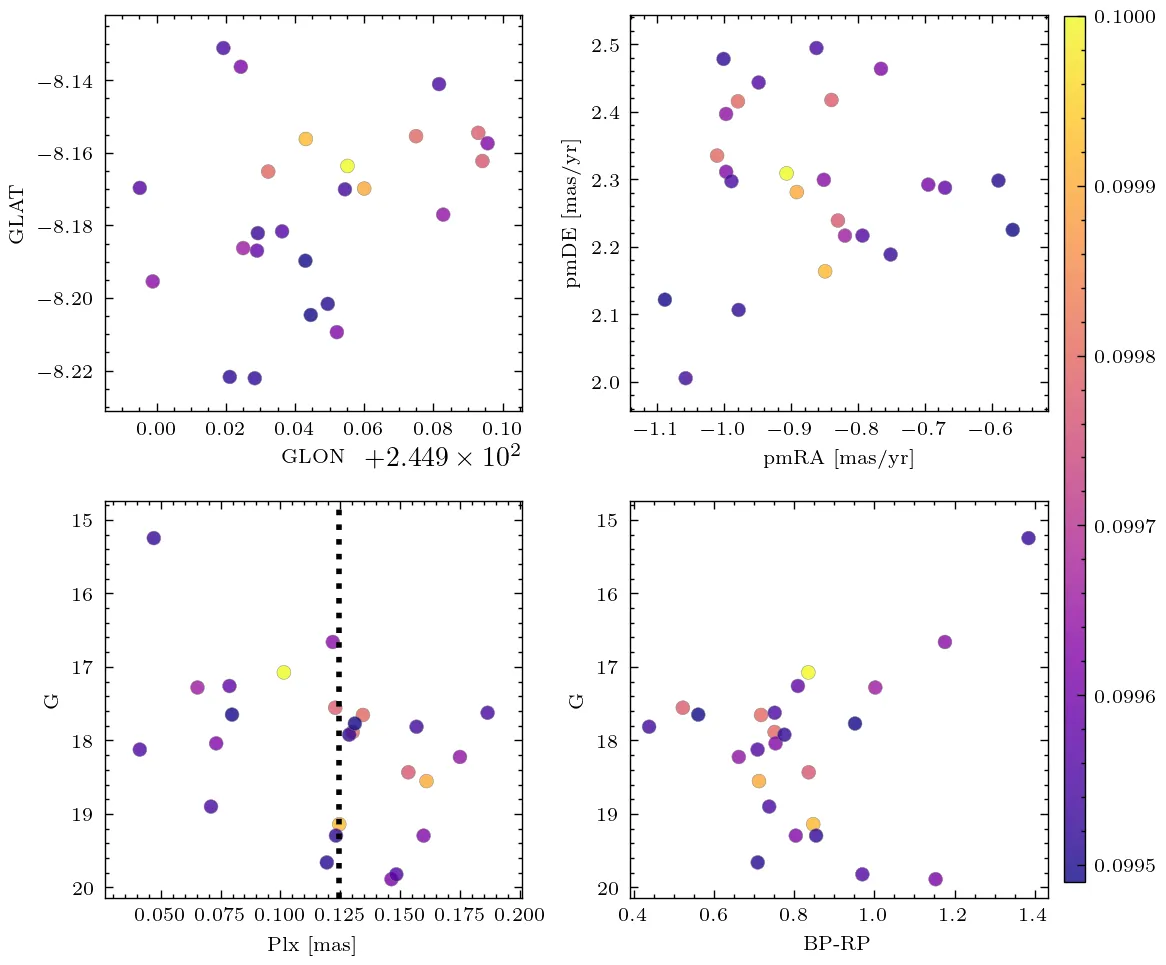 GLAT
−8.14
−8.16
−8.18
−8.20
−8.22
0.00 0.02 0.04 0.06 0.08 0.10
GLON +2.449 × 10²
pmDE [mas/yr]
2.5
2.4
2.3
2.2
2.1
2.0
−1.1 −1.0 −0.9 −0.8 −0.7 −0.6
pmRA [mas/yr]
0.1000
0.0999
0.0998
0.0997
0.0996
0.0995
G
15
16
17
18
19
20
0.050 0.075 0.100 0.125 0.150 0.175 0.200
Plx [mas]
G
15
16
17
18
19
20
0.4 0.6 0.8 1.0 1.2 1.4
BP-RP